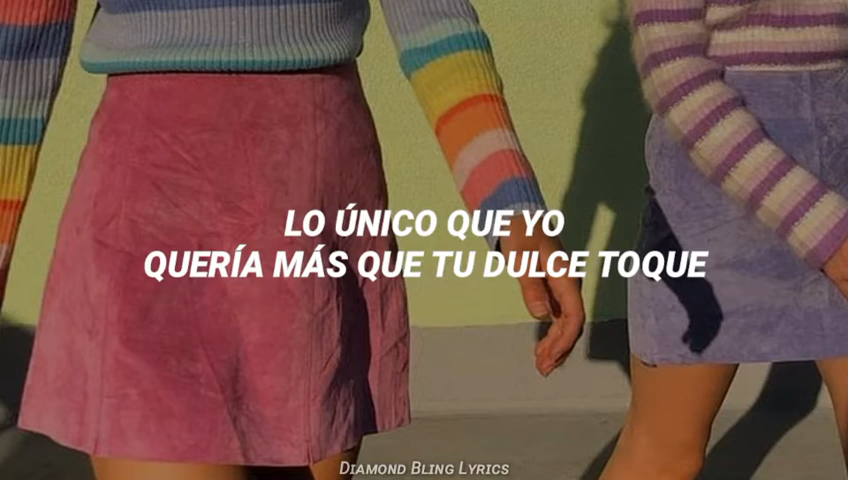 LO ÚNICO QUE YO
QUERÍA MÁS QUE TU DULCE TOQUE
Diamond Bling Lyrics